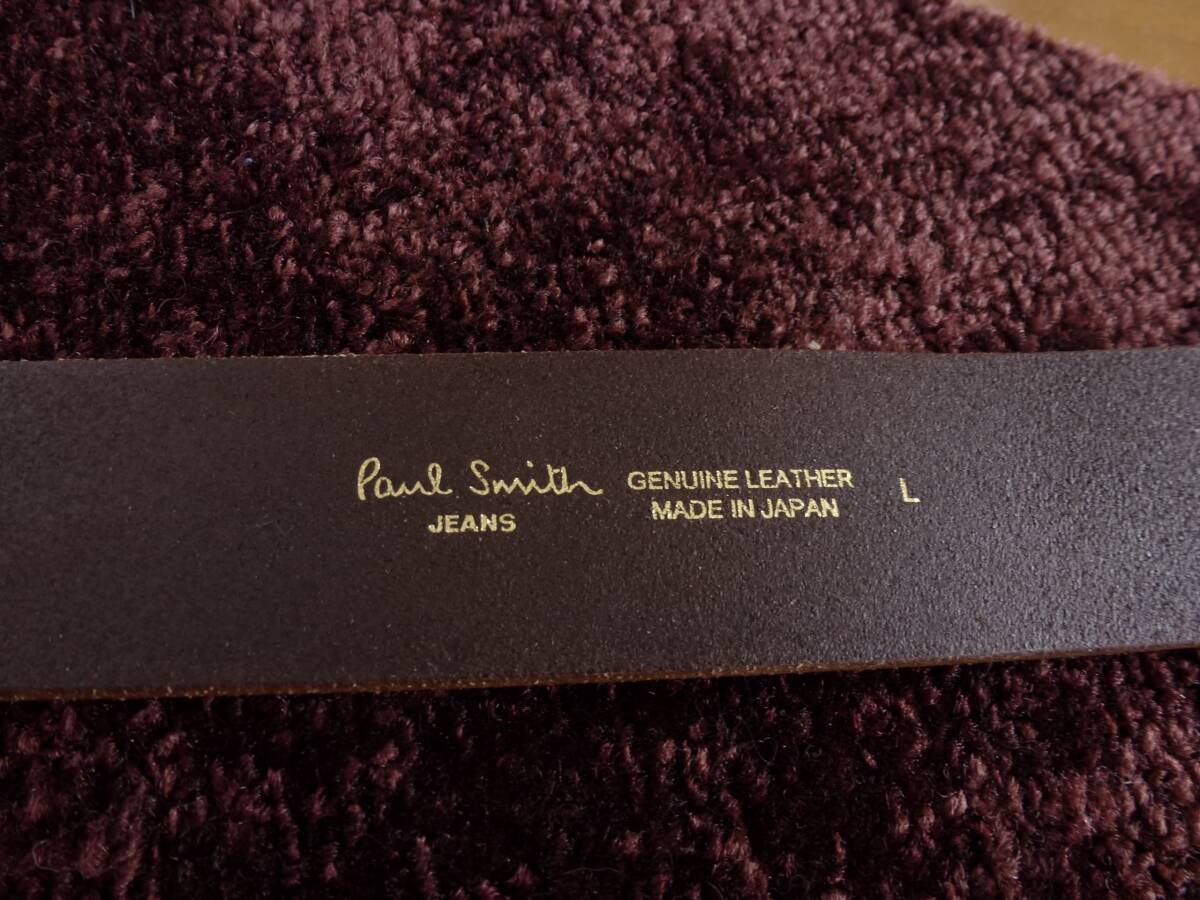 Paul Smith
JEANS
GENUINE LEATHER
MADE IN JAPAN
L